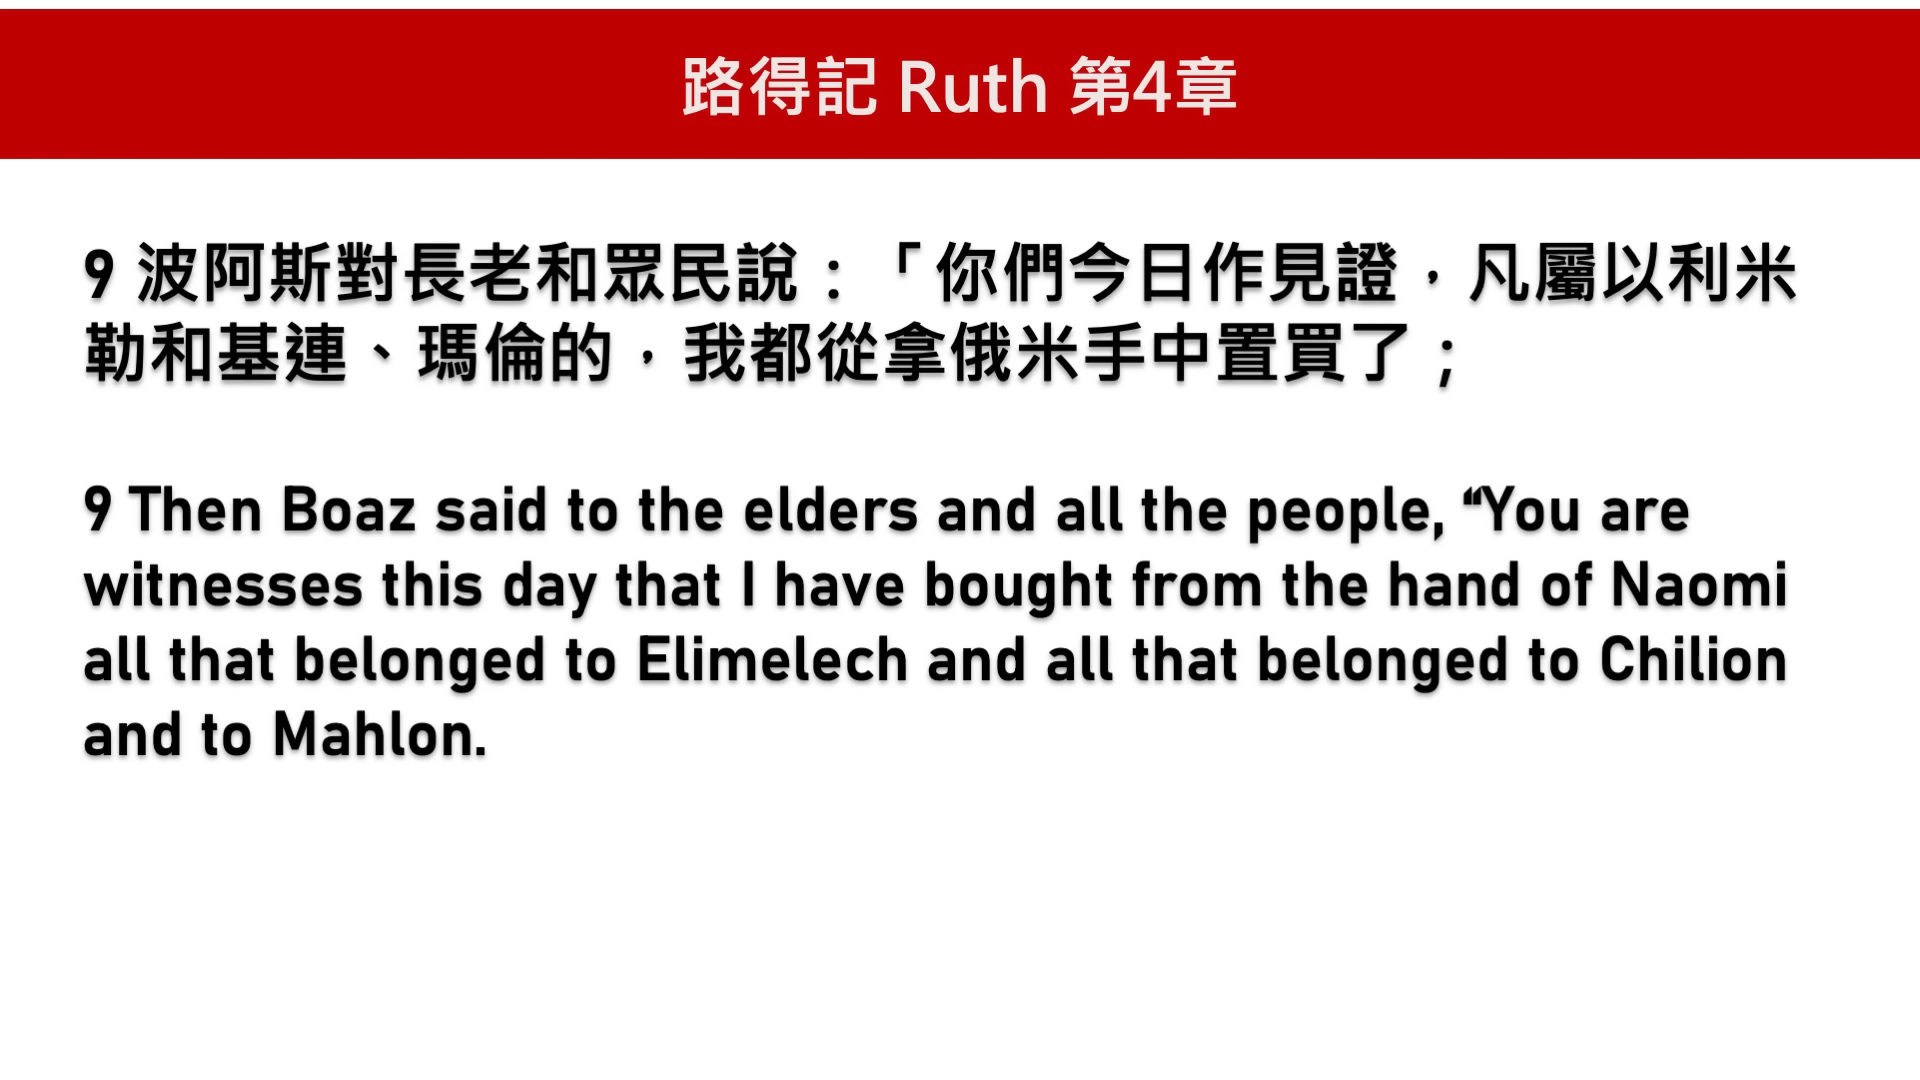 路得記 Ruth 第4章
9 波阿斯對長老和眾民說：「你們今日作見證，凡屬以利米
勒和基連、瑪倫的，我都從拿俄米手中置買了；
9 Then Boaz said to the elders and all the people, “You are
witnesses this day that I have bought from the hand of Naomi
all that belonged to Elimelech and all that belonged to Chilion
and to Mahlon.